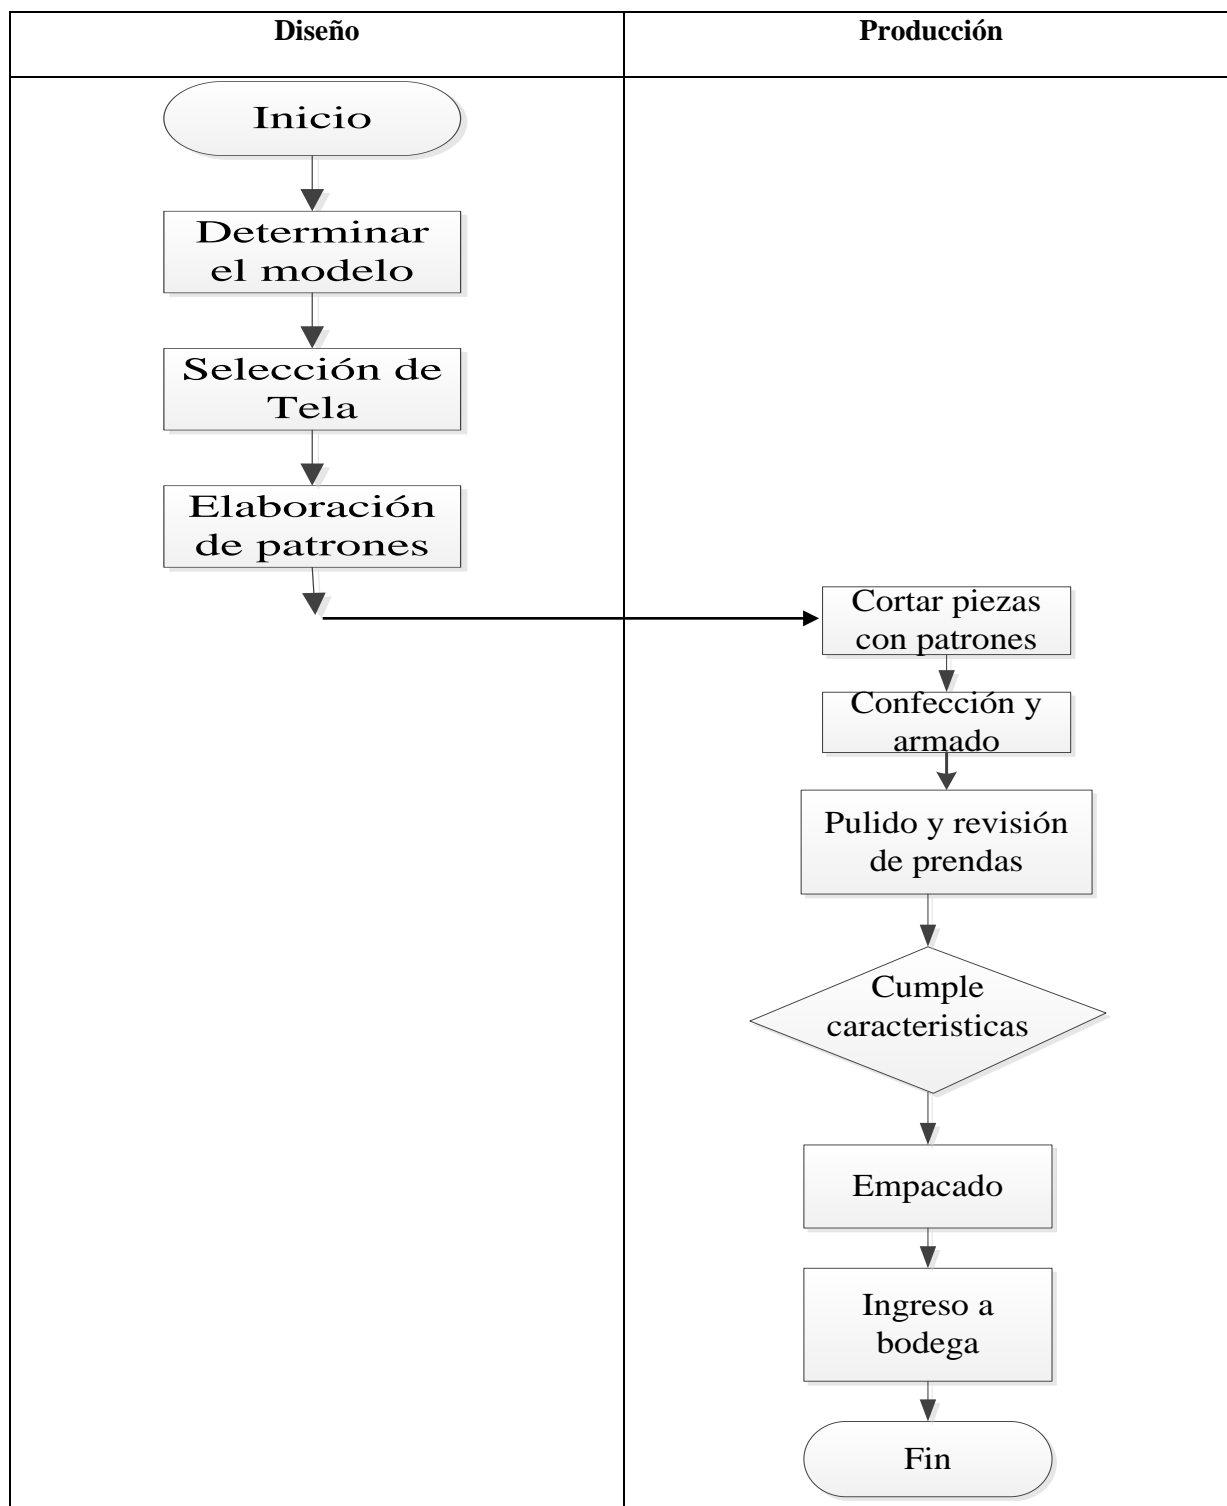 Diseño
Producción
Inicio
Determinar
el modelo
Selección de
Tela
Elaboración
de patrones
Cortar piezas
con patrones
Confección y
armado
Pulido y revisión
de prendas
Cumple
caracteristicas
Empacado
Ingreso a
bodega
Fin